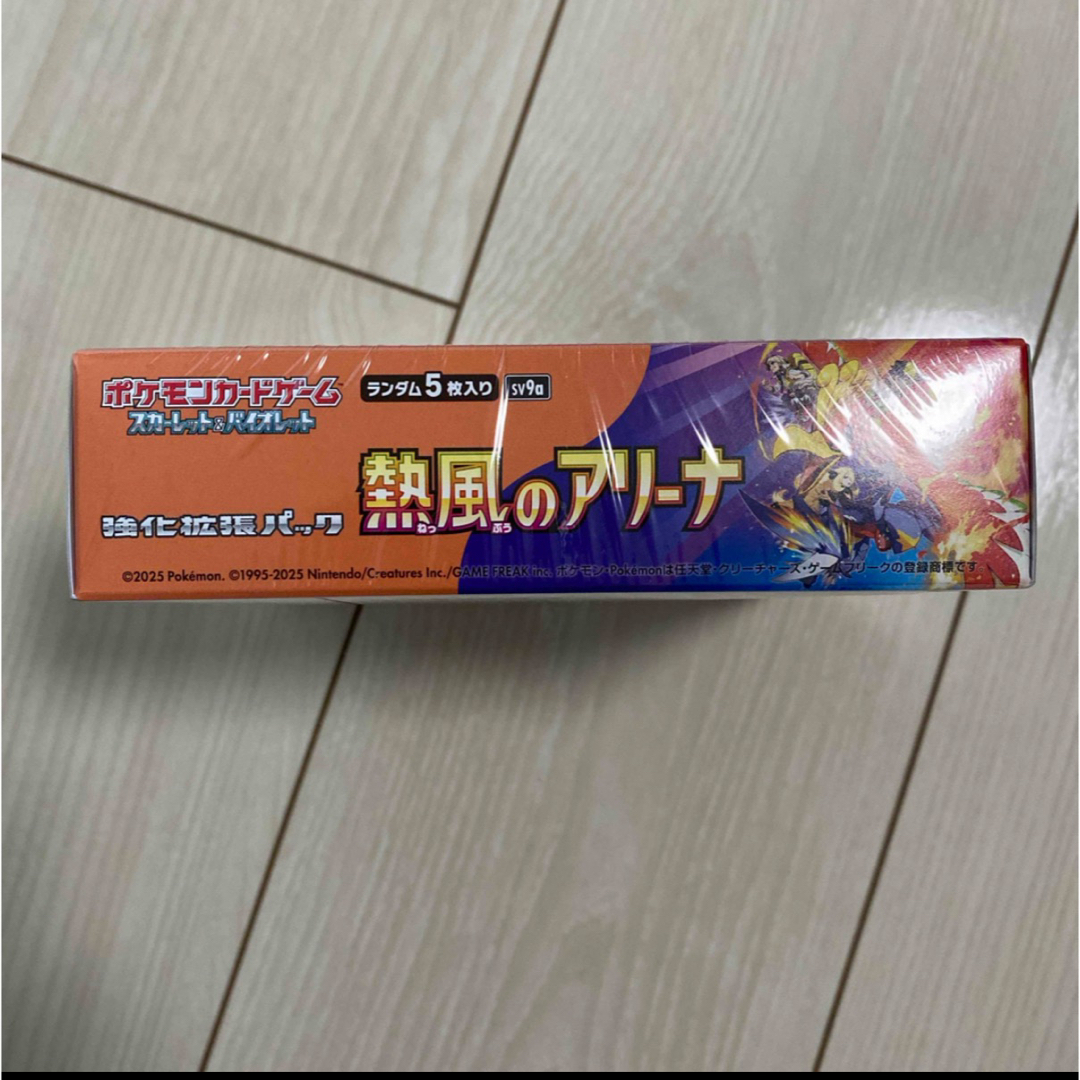 ポケモンカードゲーム™
スカーレット&バイオレット
ランダム5枚入り
SV9a
強化拡張パック
熱風のアリーナ
ねっ ぷう
©2025 Pokémon. ©1995-2025 Nintendo/Creatures Inc./GAME FREAK inc. ポケモン・Pokémonは任天堂・クリーチャーズ・ゲームフリークの登録商標です